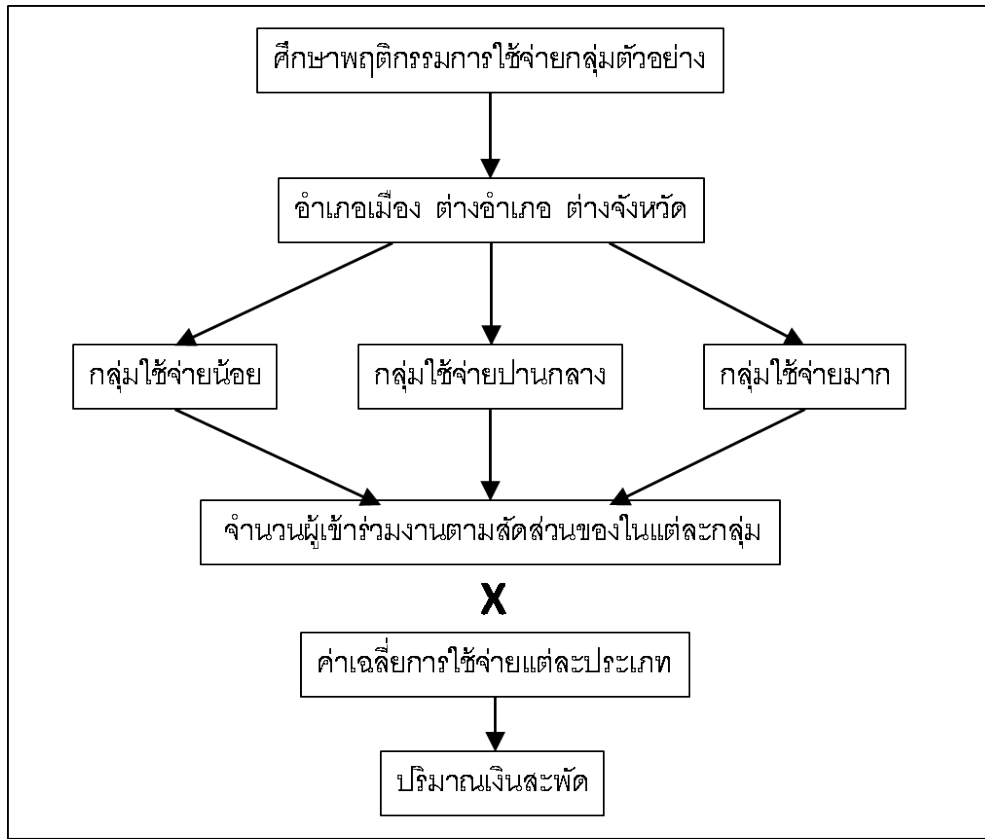 ศึกษาพฤติกรรมการใช้จ่ายกลุ่มตัวอย่าง
อำเภอเมือง ต่างอำเภอ ต่างจังหวัด
กลุ่มใช้จ่ายน้อย
กลุ่มใช้จ่ายปานกลาง
กลุ่มใช้จ่ายมาก
จำนวนผู้เข้าร่วมงานตามสัดส่วนของในแต่ละกลุ่ม
X
ค่าเฉลี่ยการใช้จ่ายแต่ละประเภท
ปริมาณเงินสะพัด